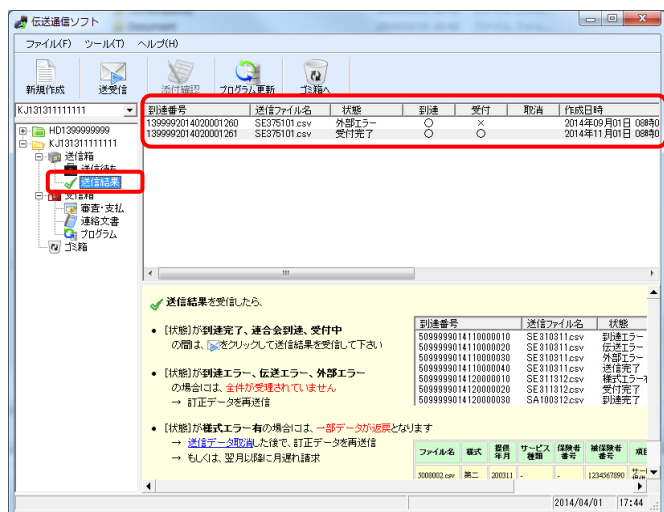 伝送通信ソフト
ファイル(F) ツール(T) ヘルプ(H)
新規作成 送受信 添付確認 プログラム更新 ゴミ箱へ
KJ131311111111
到達番号 送信ファイル名 状態 到達 受付 取消 作成日時
1399992014020001260 SE375101.csv 外部エラー ○ × 2014年09月01日 08時0
1399992014020001261 SE375101.csv 受付完了 ○ ○ 2014年11月01日 08時0
HD1399999999
KJ131311111111
送信箱
送信待ち
送信結果
受信箱
審査・支払
連絡文書
プログラム
ゴミ箱
送信結果を受信したら、
• [状態]が到達完了、連合会到達、受付中
の間は、をクリックして送信結果を受信して下さい
• [状態]が到達エラー、伝送エラー、外部エラー
の場合には、全件が受理されていません
→ 訂正データを再送信
• [状態]が様式エラー有の場合には、一部データが返戻となります
→ 送信データ取消した後で、訂正データを再送信
→ もしくは、翌月以降に月遅れ請求
到達番号 送信ファイル名 状態
5099999014110000010 SE310311.csv 到達エラー
5099999014110000020 SE310311.csv 伝送エラ
5099999014110000030 SE310311.csv 外部エラー
5099999014110000040 SE310311.csv 送信完了
5099999014120000010 SE311312.csv 様式エラー有
5099999014120000020 SE311312.csv 受付完了
5099999014120000030 SA100312.csv 到達完了
ファイル名 様式 提供年月 サービス種類 保険者番号 被保険者番号 項目
5008002.csv 第二 200311 - - 1234567890 サー
2014/04/01 17:44